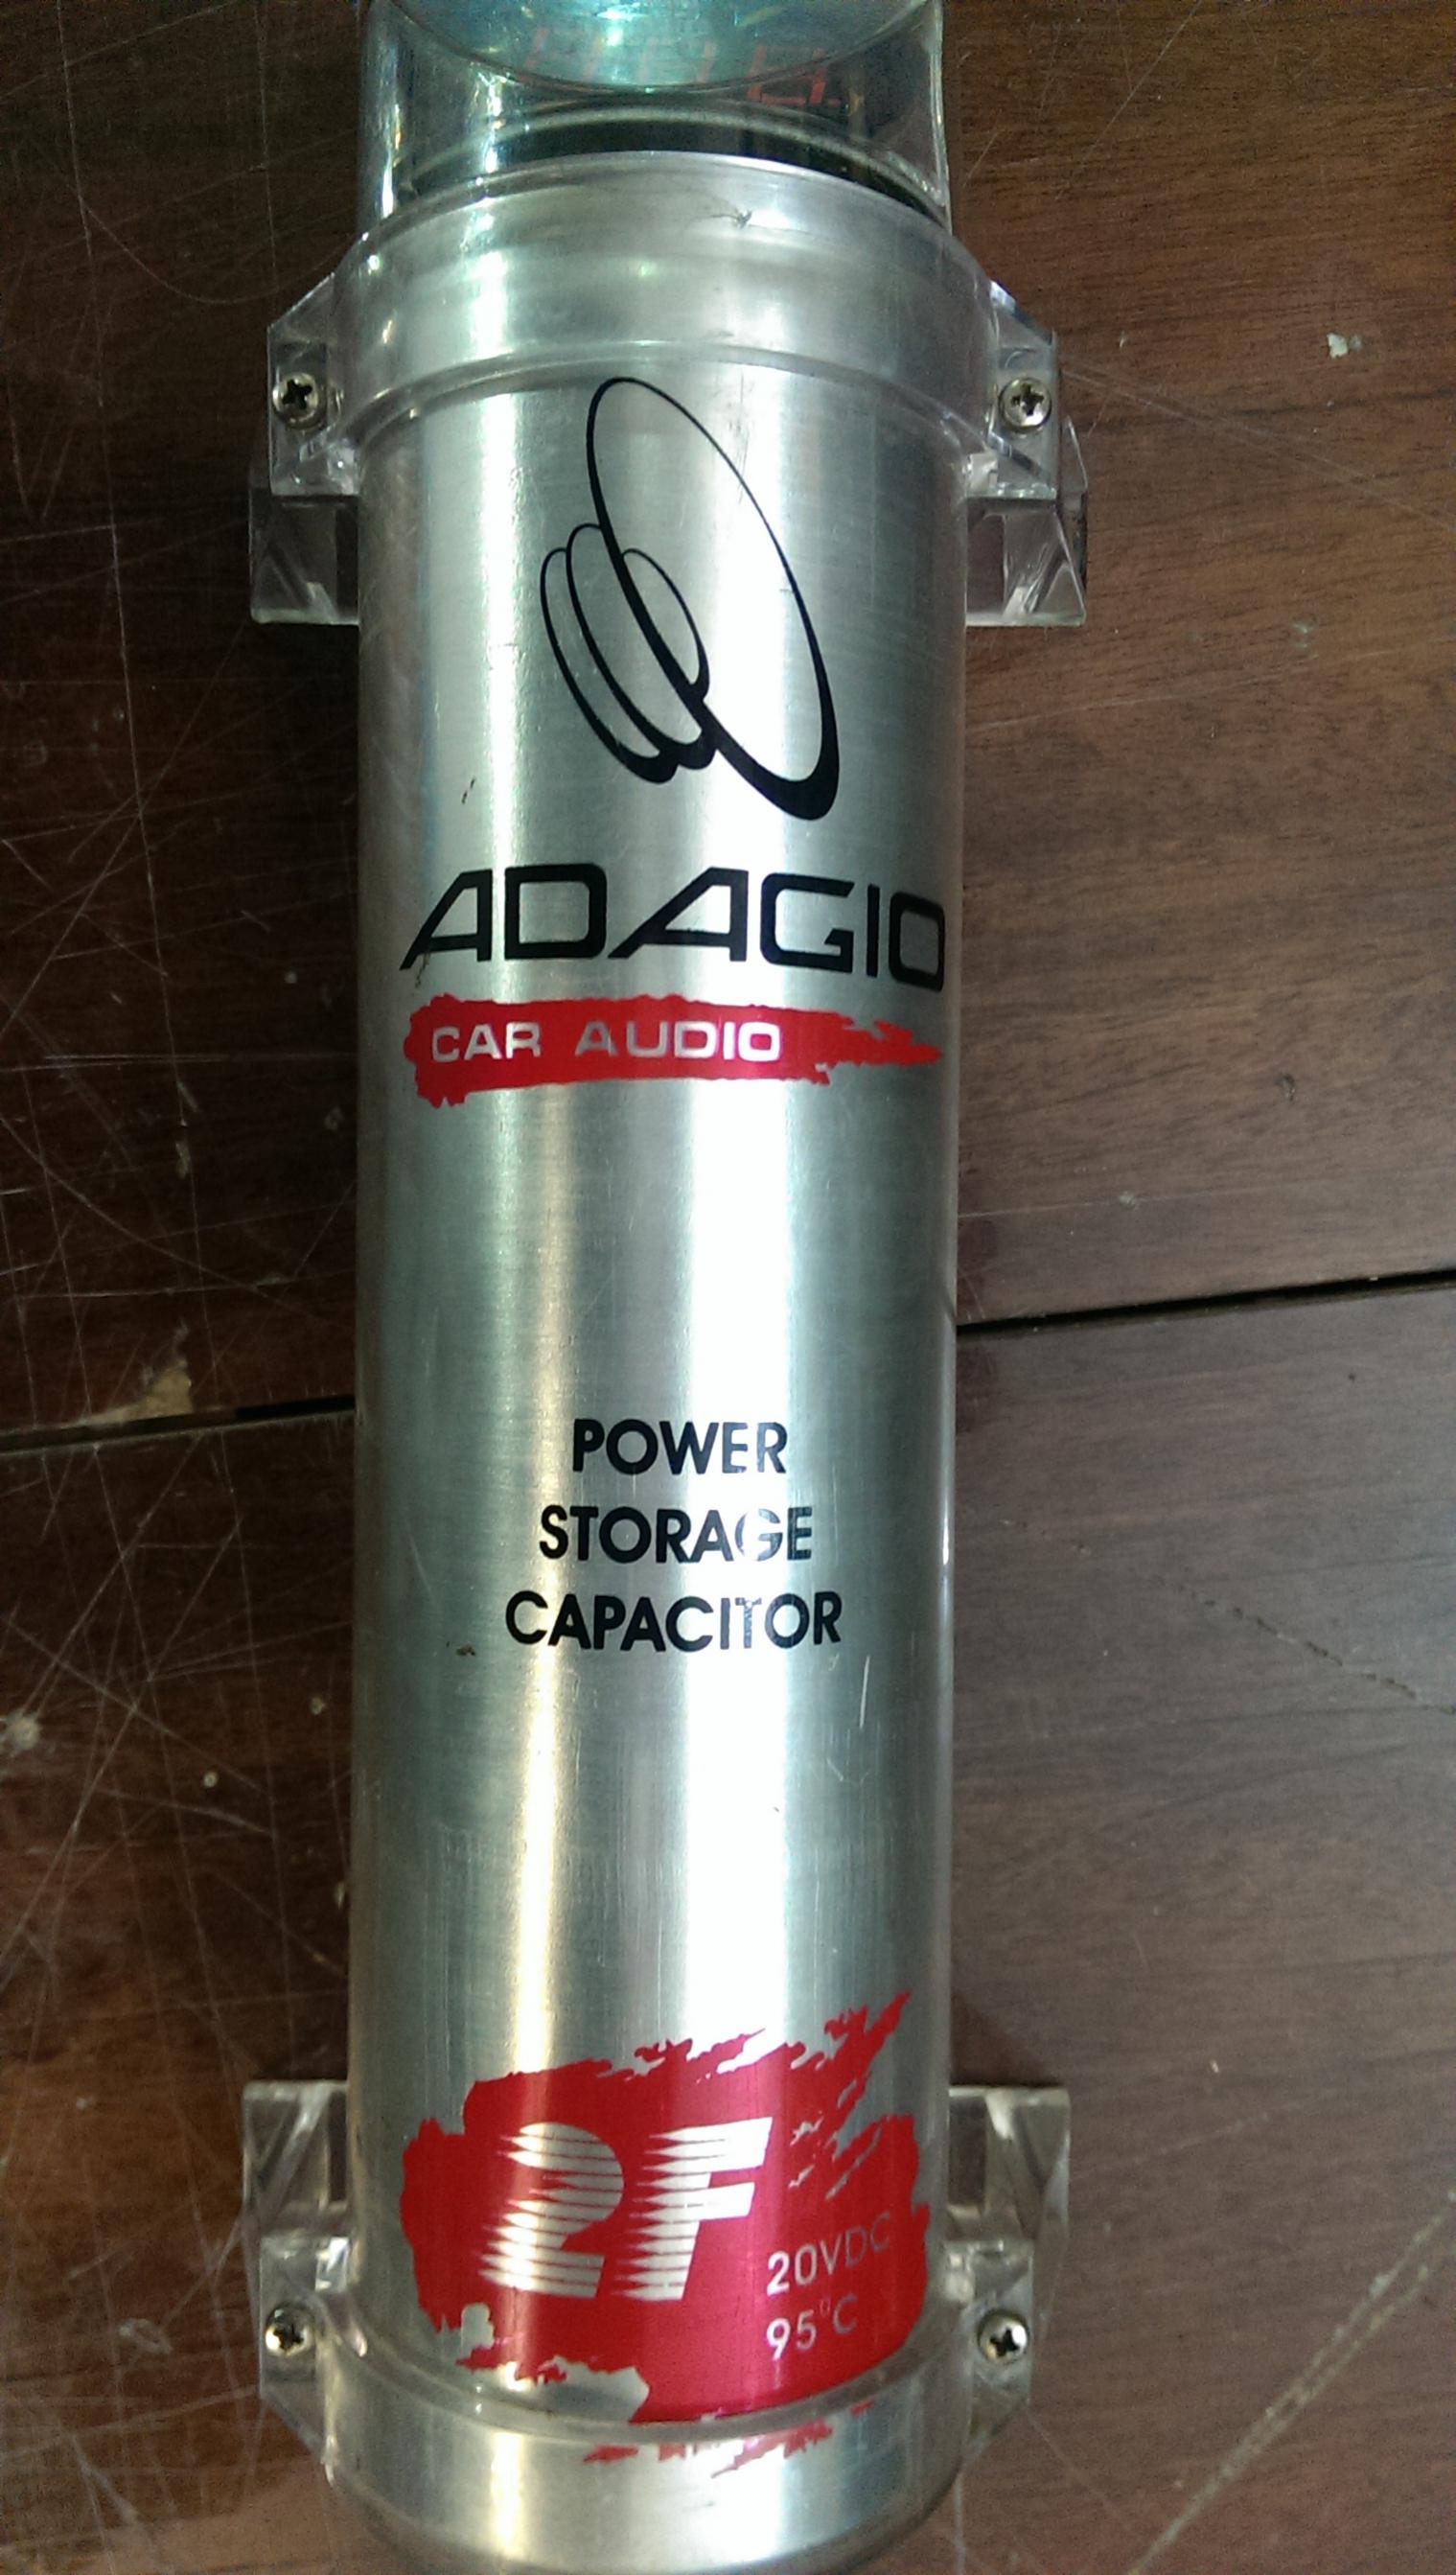 ADAGIO
CAR AUDIO
POWER
STORAGE
CAPACITOR
2F
20VDC
95°C